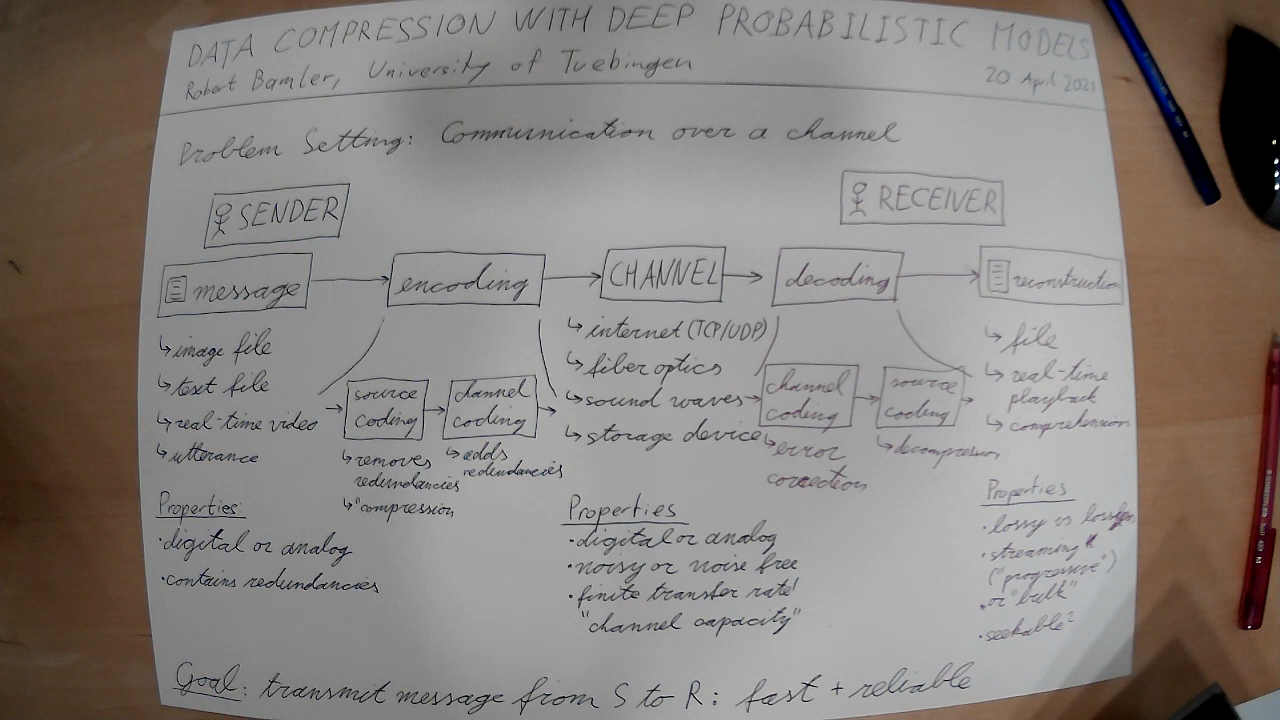 DATA COMPRESSION WITH DEEP PROBABILISTIC MODELS
Robert Bamler, University of Tuebingen
20 April 2021
Problem Setting: Communication over a channel
SENDER
RECEIVER
message
encoding
CHANNEL
decoding
reconstruction
↳ image file
↳ text file
↳ real-time video
↳ utterance
source
coding
↳ removes
redundancies
↳ "compression
channel
coding
↳ adds
redundancies
↳ internet (TCP/UDP)
↳ fiber optics
↳ sound waves
↳ storage device
channel
coding
↳ error
correction
source
coding
↳ decompression
↳ file
↳ real-time
playback
↳ comprehension
Properties:
· digital or analog
· contains redundancies
Properties
· digital or analog
· noisy or noise free
· finite transfer rate
"channel capacity"
Properties
· lossy vs. lossless
· streaming"
("progressive")
· or "bulk"
· seekable?
Goal: transmit message from S to R: fast + reliable